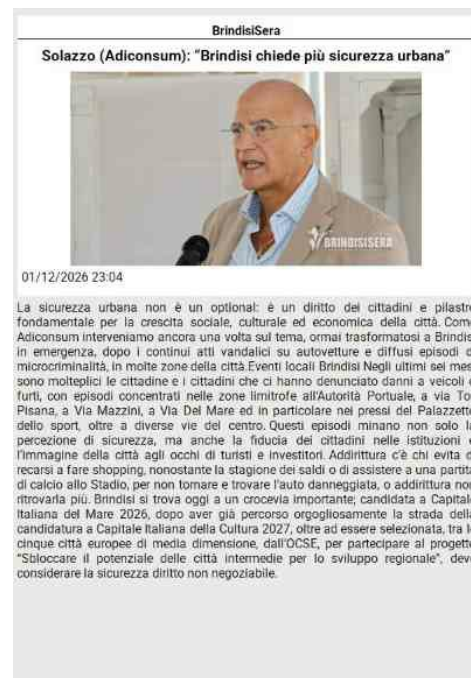 BrindisiSera
Solazzo (Adiconsum): “Brindisi chiede più sicurezza urbana”
BRINDISISERA
01/12/2026 23:04
La sicurezza urbana non è un optional: è un diritto dei cittadini e pilastro
fondamentale per la crescita sociale, culturale ed economica della città. Come
Adiconsum interveniamo ancora una volta sul tema, ormai trasformatosi a Brindisi
in emergenza, dopo i continui atti vandalici su autovetture e diffusi episodi d
microcriminalità, in molte zone della città.Eventi locali Brindisi Negli ultimi sei mes
sono molteplici le cittadine e i cittadini che ci hanno denunciato danni a veicoli e
furti, con episodi concentrati nelle zone limitrofe all'Autorità Portuale, a via Tor
Pisana, a Via Mazzini, a Via Del Mare ed in particolare nei pressi del Palazzetto
dello sport, oltre a diverse vie del centro. Questi episodi minano non solo la
percezione di sicurezza, ma anche la fiducia dei cittadini nelle istituzioni e
l'immagine della città agli occhi di turisti e investitori. Addirittura c'è chi evita d
recarsi a fare shopping, nonostante la stagione dei saldi o di assistere a una partita
di calcio allo Stadio, per non tornare e trovare l'auto danneggiata, o addirittura non
ritrovarla più. Brindisi si trova oggi a un crocevia importante; candidata a Capitale
Italiana del Mare 2026, dopo aver già percorso orgogliosamente la strada della
candidatura a Capitale Italiana della Cultura 2027, oltre ad essere selezionata, tra le
cinque città europee di media dimensione, dall'OCSE, per partecipare al progetto
“Sbloccare il potenziale delle città intermedie per lo sviluppo regionale”, deve
considerare la sicurezza diritto non negoziabile.